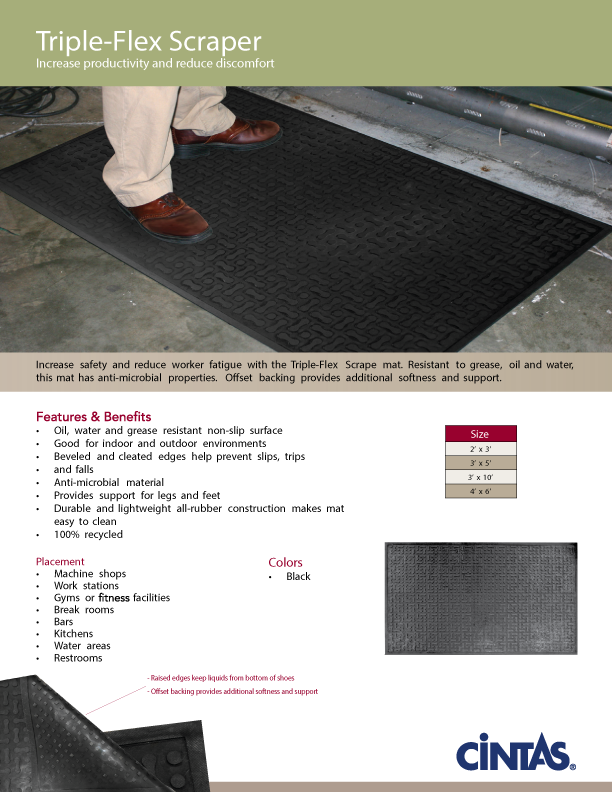 Triple-Flex Scraper
Increase productivity and reduce discomfort
Increase safety and reduce worker fatigue with the Triple-Flex Scrape mat. Resistant to grease, oil and water,
this mat has anti-microbial properties. Offset backing provides additional softness and support.
Features & Benefits
• Oil, water and grease resistant non-slip surface
• Good for indoor and outdoor environments
• Beveled and cleated edges help prevent slips, trips
• and falls
• Anti-microbial material
• Provides support for legs and feet
• Durable and lightweight all-rubber construction makes mat
easy to clean
• 100% recycled
Size
2' x 3'
3' x 5'
3' x 10'
4' x 6'
Placement
• Machine shops
• Work stations
• Gyms or fitness facilities
• Break rooms
• Bars
• Kitchens
• Water areas
• Restrooms
Colors
• Black
- Raised edges keep liquids from bottom of shoes
- Offset backing provides additional softness and support
CINTAS®